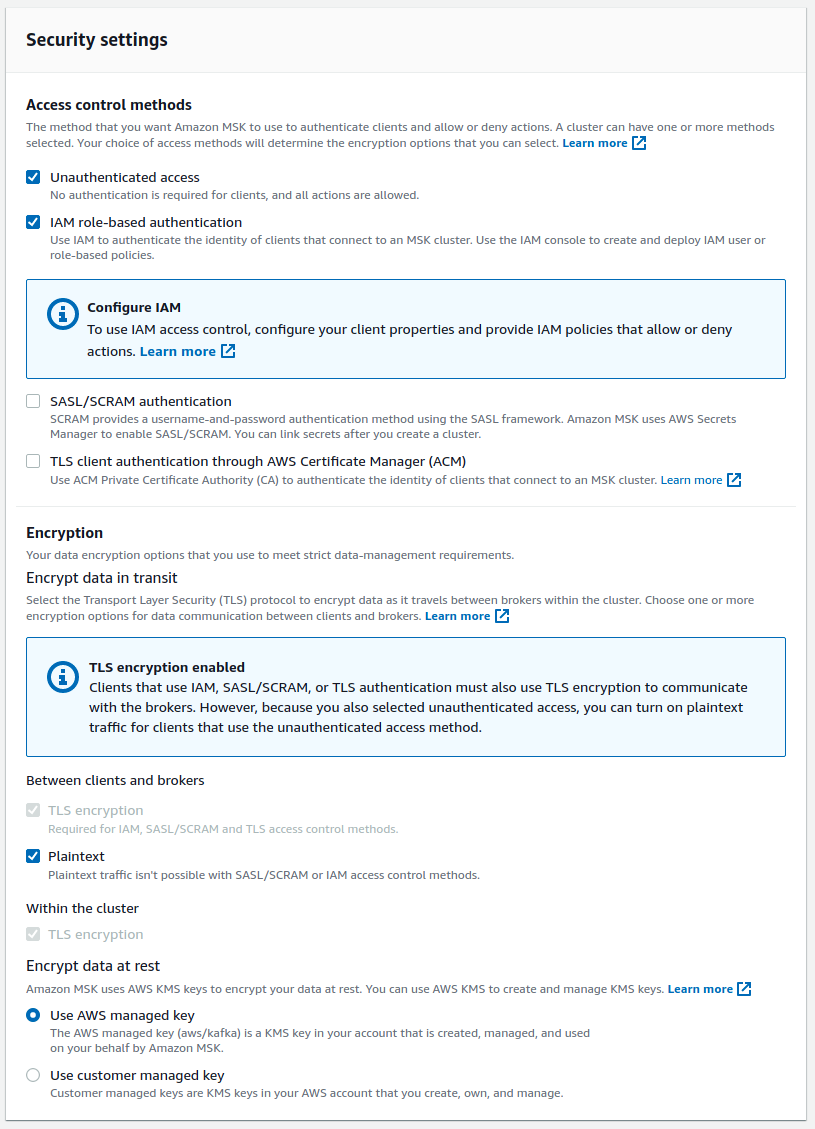 Security settings
Access control methods
The method that you want Amazon MSK to use to authenticate clients and allow or deny actions. A cluster can have one or more methods
selected. Your choice of access methods will determine the encryption options that you can select. Learn more
Unauthenticated access
No authentication is required for clients, and all actions are allowed.
IAM role-based authentication
Use IAM to authenticate the identity of clients that connect to an MSK cluster. Use the IAM console to create and deploy IAM user or
role-based policies.
Configure IAM
To use IAM access control, configure your client properties and provide IAM policies that allow or deny
actions. Learn more
SASL/SCRAM authentication
SCRAM provides a username-and-password authentication method using the SASL framework. Amazon MSK uses AWS Secrets
Manager to enable SASL/SCRAM. You can link secrets after you create a cluster.
TLS client authentication through AWS Certificate Manager (ACM)
Use ACM Private Certificate Authority (CA) to authenticate the identity of clients that connect to an MSK cluster. Learn more
Encryption
Your data encryption options that you use to meet strict data-management requirements.
Encrypt data in transit
Select the Transport Layer Security (TLS) protocol to encrypt data as it travels between brokers within the cluster. Choose one or more
encryption options for data communication between clients and brokers. Learn more
TLS encryption enabled
Clients that use IAM, SASL/SCRAM, or TLS authentication must also use TLS encryption to communicate
with the brokers. However, because you also selected unauthenticated access, you can turn on plaintext
traffic for clients that use the unauthenticated access method.
Between clients and brokers
TLS encryption
Required for IAM, SASL/SCRAM and TLS access control methods.
Plaintext
Plaintext traffic isn't possible with SASL/SCRAM or IAM access control methods.
Within the cluster
TLS encryption
Encrypt data at rest
Amazon MSK uses AWS KMS keys to encrypt your data at rest. You can use AWS KMS to create and manage KMS keys. Learn more
Use AWS managed key
The AWS managed key (aws/kafka) is a KMS key in your account that is created, managed, and used
on your behalf by Amazon MSK.
Use customer managed key
Customer managed keys are KMS keys in your AWS account that you create, own, and manage.